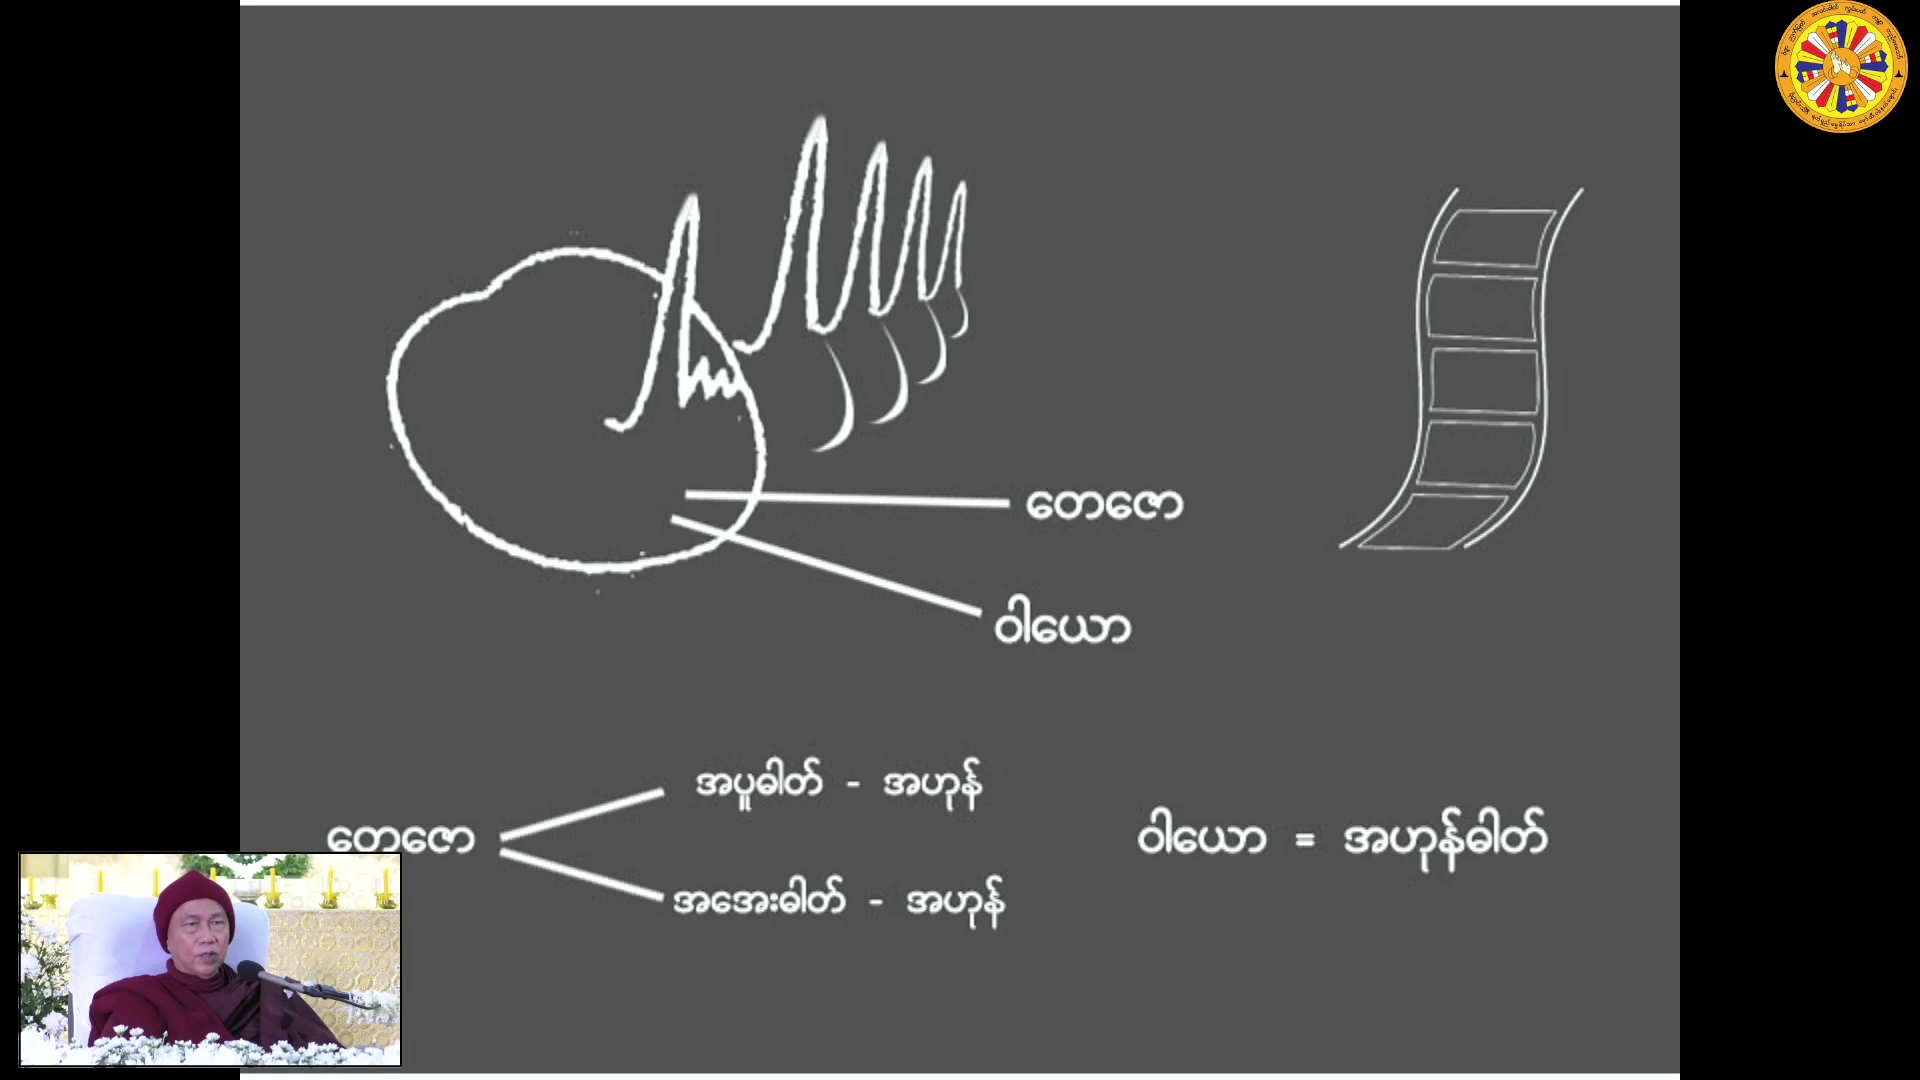 တေဇော
ဝါယော
အပူဓါတ် - အဟုန်
တေဇော
ဝါယော = အဟုန်ဓါတ်
အအေးဓါတ် - အဟုန်